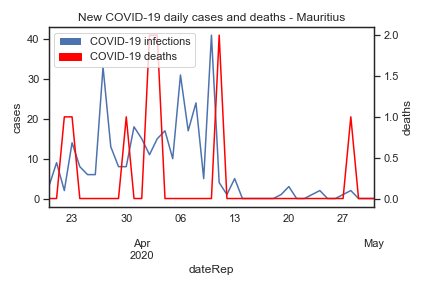 New COVID-19 daily cases and deaths - Mauritius
COVID-19 infections
COVID-19 deaths
cases
40
30
20
10
0
deaths
2.0
1.5
1.0
0.5
0.0
23 30 06 13 20 27
Apr May
2020
dateRep